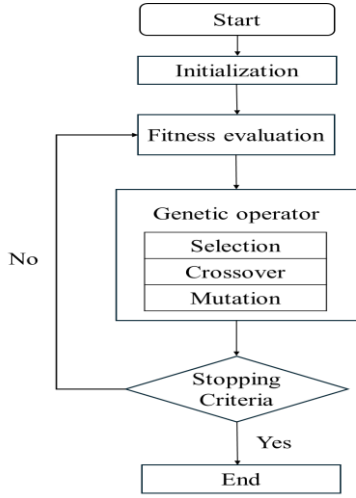 Start
Initialization
Fitness evaluation
Genetic operator
Selection
Crossover
Mutation
No
Stopping
Criteria
Yes
End